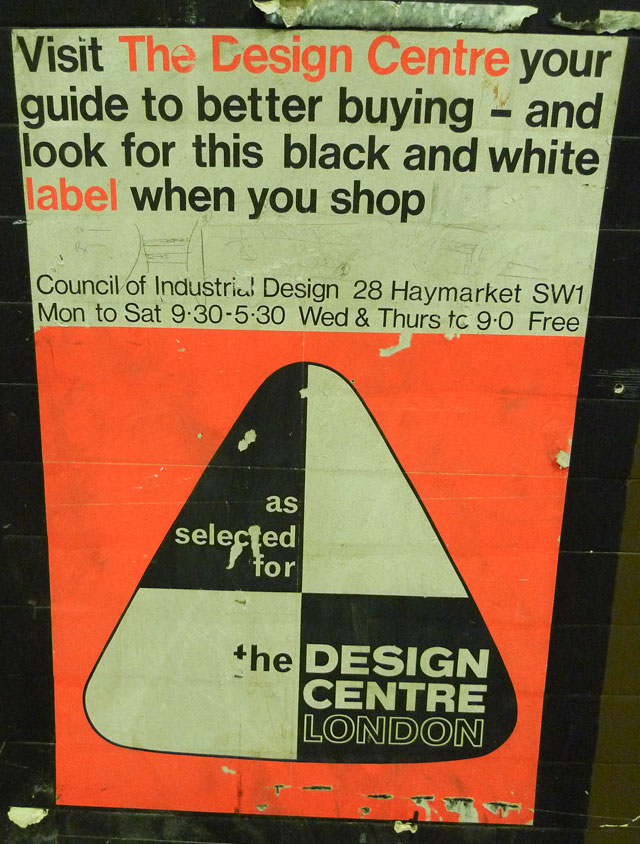 Visit The Design Centre your
guide to better buying - and
look for this black and white
label when you shop
Council of Industrial Design 28 Haymarket SW1
Mon to Sat 9·30-5·30 Wed & Thurs to 9·0 Free
as
selected
for
the DESIGN
CENTRE
LONDON